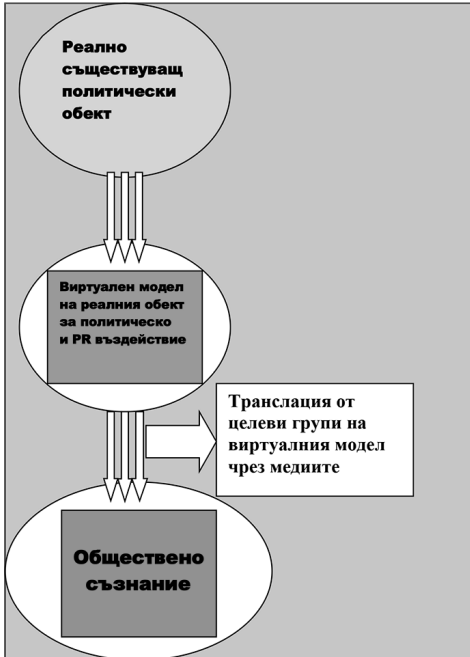 Реално
съществуващ
политически
обект
Виртуален модел
на реалния обект
за политическо
и PR въздействие
Транслация от
целеви групи на
виртуалния модел
чрез медиите
Обществено
съзнание